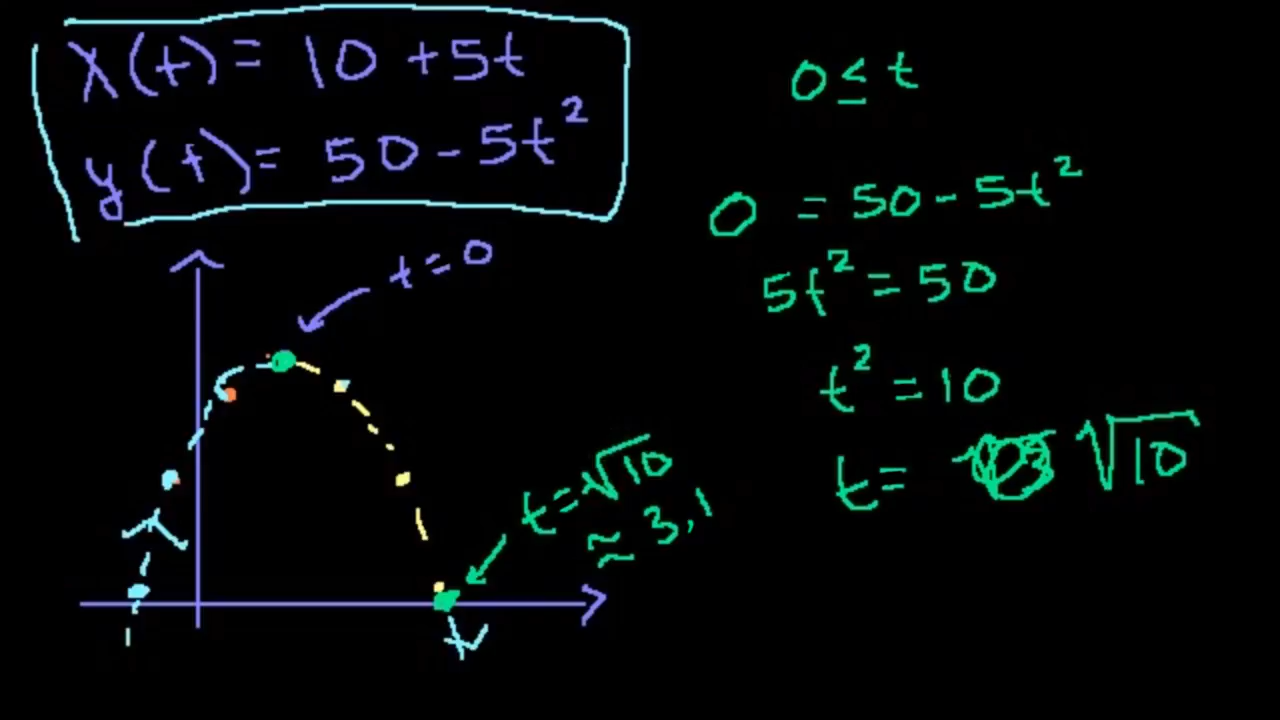 x(t) = 10 + 5t
y(t) = 50 - 5t²
t = 0
t = √10
≈ 3.1
0 ≤ t
0 = 50 - 5t²
5t² = 50
t² = 10
t = √10